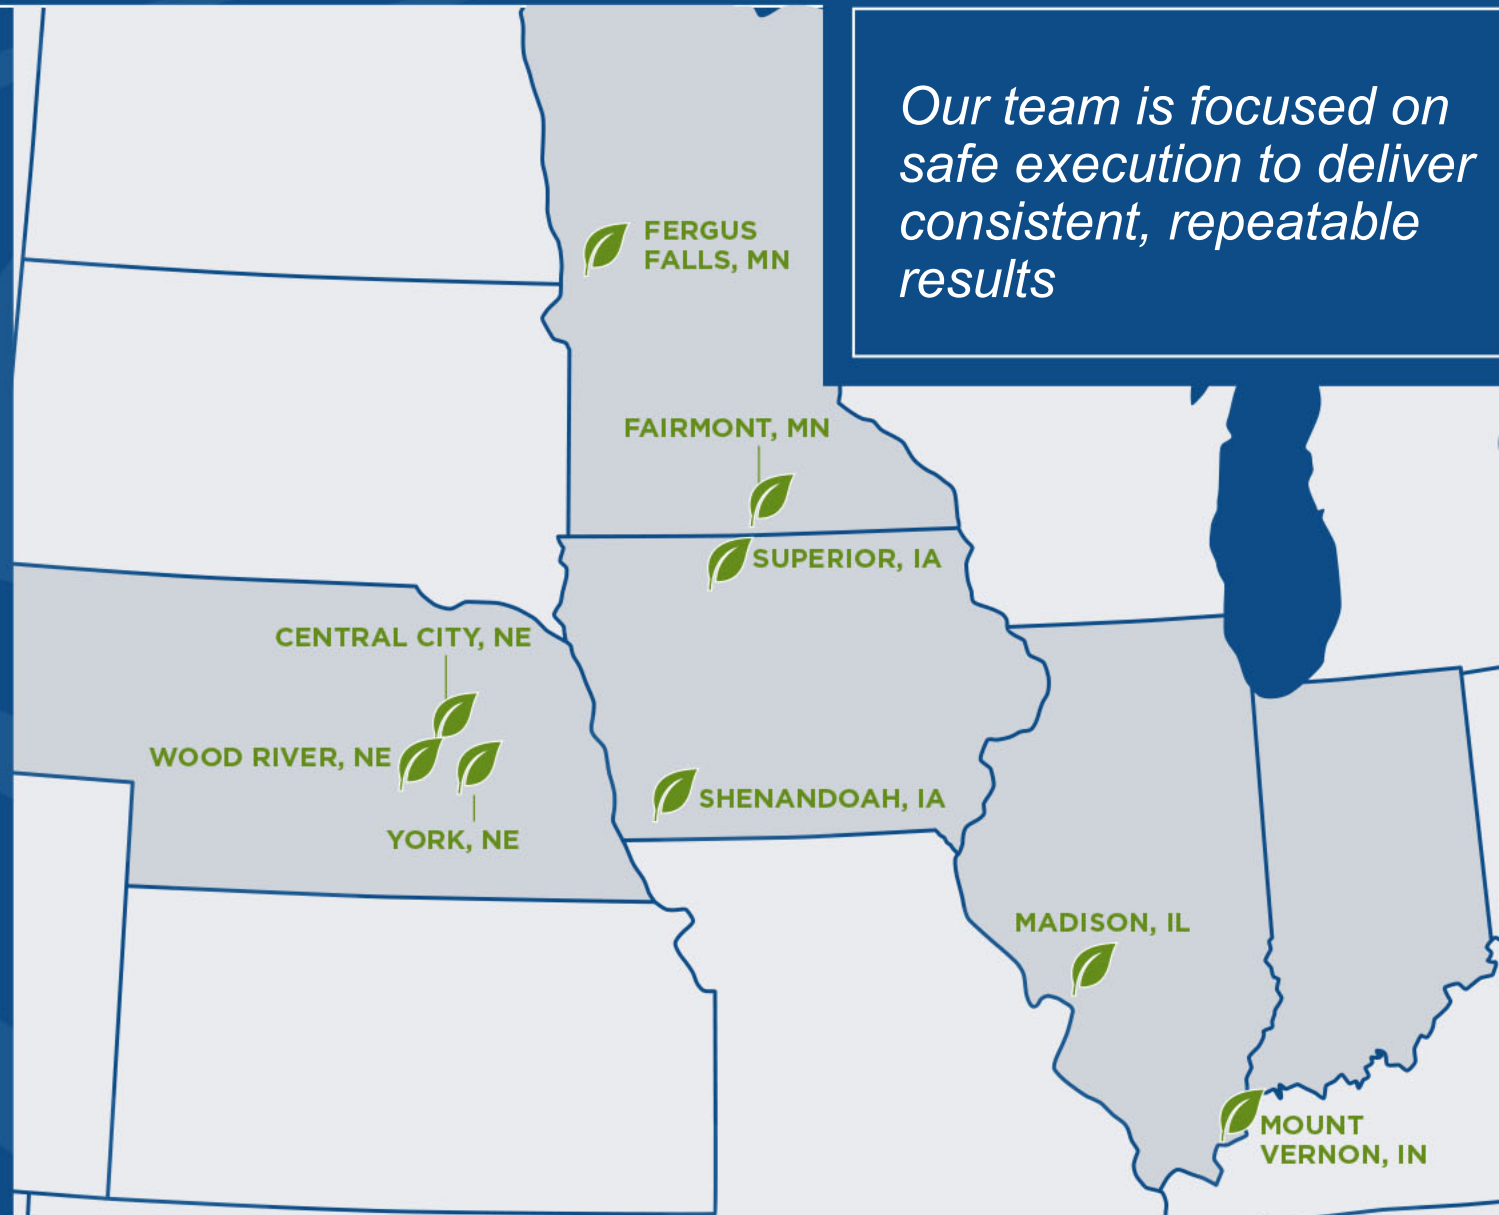 Our team is focused on
safe execution to deliver
consistent, repeatable
results
FERGUS
FALLS, MN
FAIRMONT, MN
SUPERIOR, IA
CENTRAL CITY, NE
WOOD RIVER, NE
YORK, NE
SHENANDOAH, IA
MADISON, IL
MOUNT
VERNON, IN